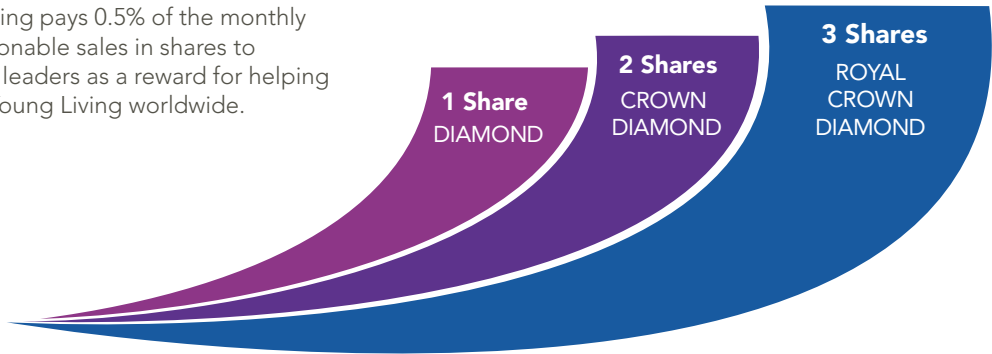 ing pays 0.5% of the monthly
onable sales in shares to
leaders as a reward for helping
oung Living worldwide.
1 Share
DIAMOND
2 Shares
CROWN
DIAMOND
3 Shares
ROYAL
CROWN
DIAMOND